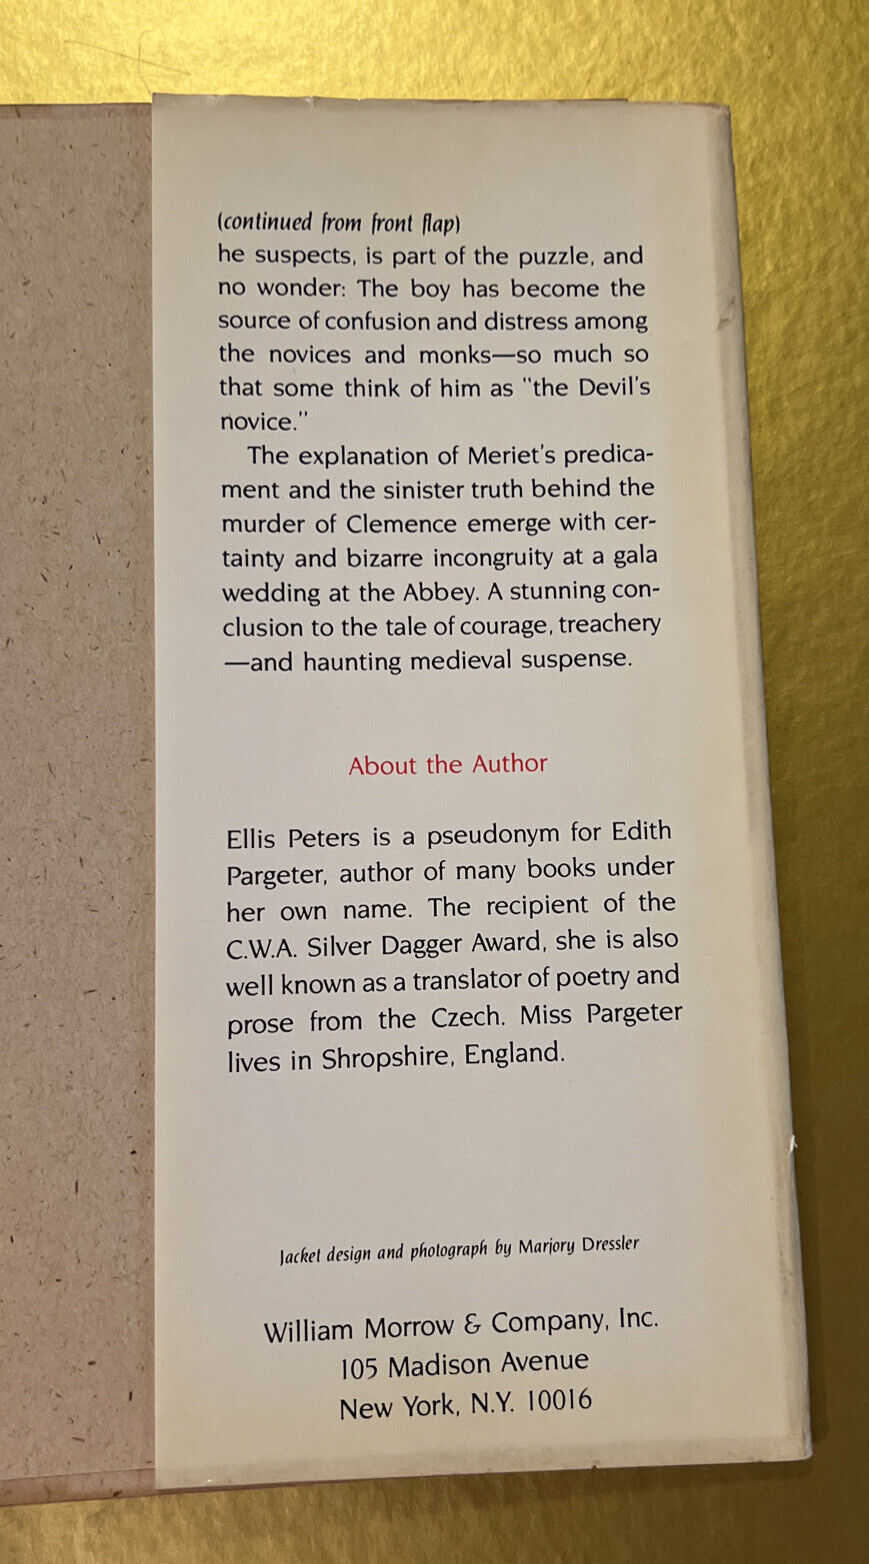 (continued from front flap)
he suspects, is part of the puzzle, and
no wonder: The boy has become the
source of confusion and distress among
the novices and monks—so much so
that some think of him as "the Devil's
novice."
The explanation of Meriet's predica-
ment and the sinister truth behind the
murder of Clemence emerge with cer-
tainty and bizarre incongruity at a gala
wedding at the Abbey. A stunning con-
clusion to the tale of courage, treachery
—and haunting medieval suspense.
About the Author
Ellis Peters is a pseudonym for Edith
Pargeter, author of many books under
her own name. The recipient of the
C.W.A. Silver Dagger Award, she is also
well known as a translator of poetry and
prose from the Czech. Miss Pargeter
lives in Shropshire, England.
Jacket design and photograph by Marjory Dressler
William Morrow & Company, Inc.
105 Madison Avenue
New York, N.Y. 10016